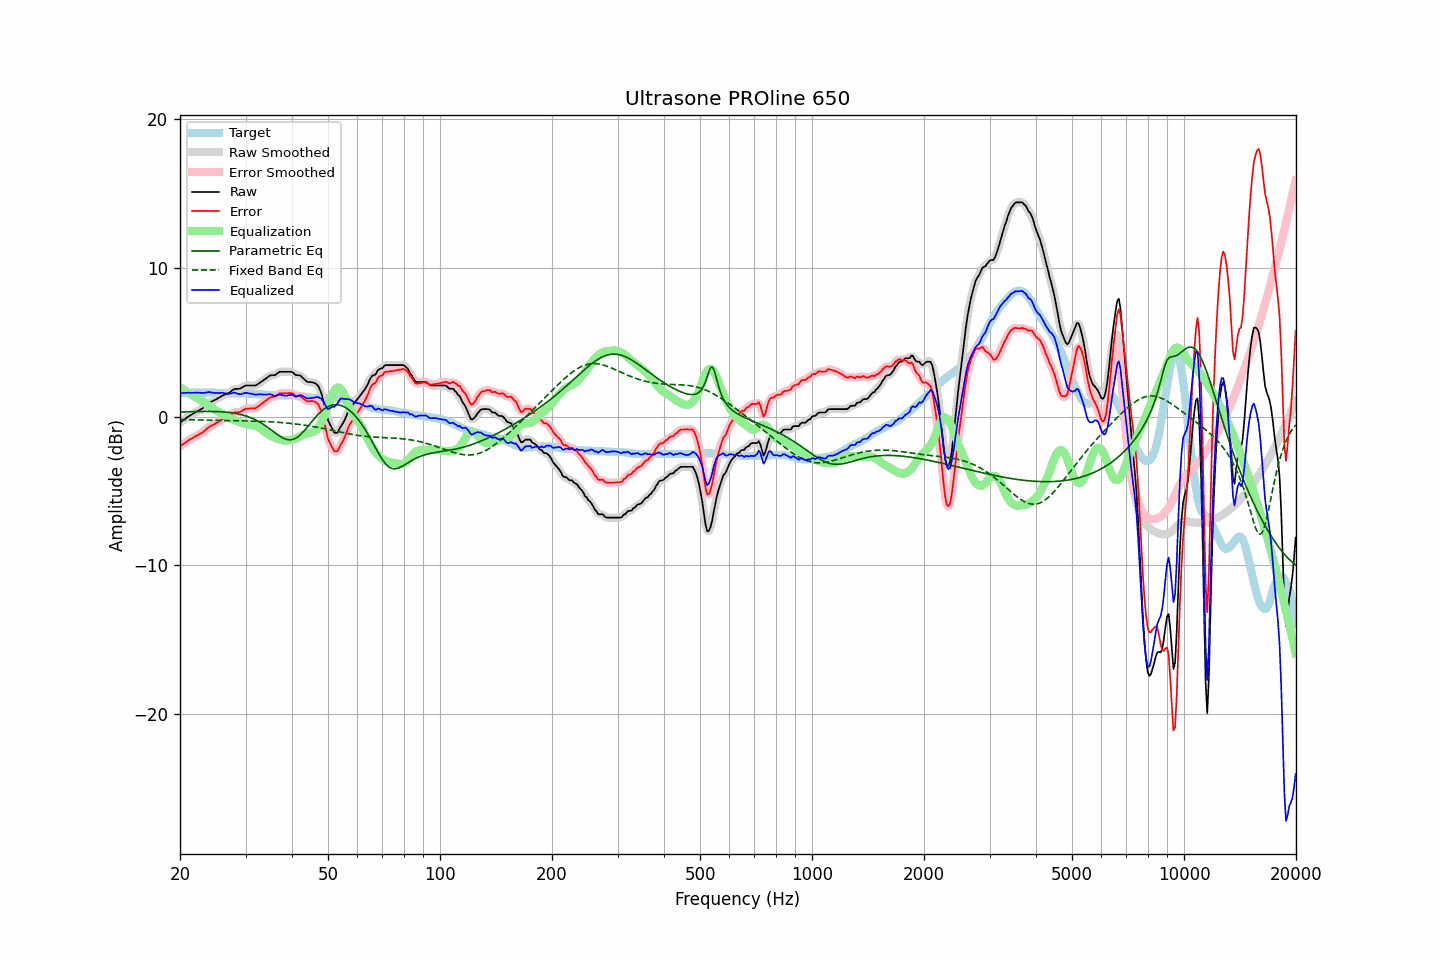 Ultrasone PROline 650
Target
Raw Smoothed
Error Smoothed
Raw
Error
Equalization
Parametric Eq
Fixed Band Eq
Equalized
20
10
0
−10
−20
Amplitude (dBr)
20 50 100 200 500 1000 2000 5000 10000 20000
Frequency (Hz)